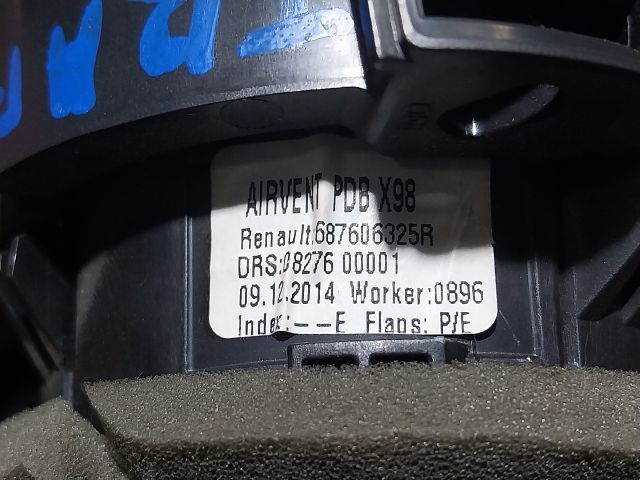 AIRVENT PDB X98
Renault:687606325R
DRS:08276 00001
09.12.2014 Worker:0896
Index:--E Flaps: P/E